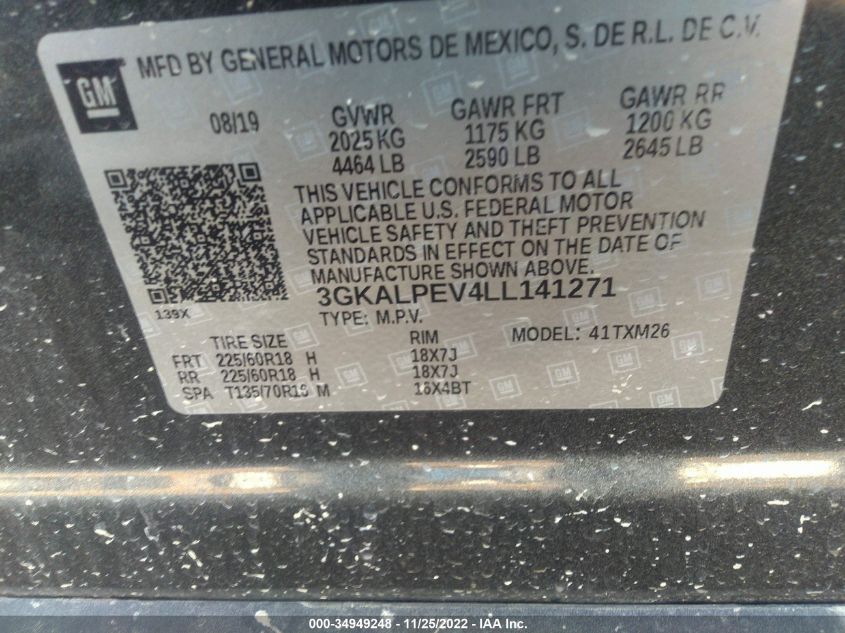 GM MFD BY GENERAL MOTORS DE MEXICO, S. DE R.L. DE C.V.
08/19 GVWR GAWR FRT GAWR RR
2025 KG 1175 KG 1200 KG
4464 LB 2590 LB 2645 LB
THIS VEHICLE CONFORMS TO ALL
APPLICABLE U.S. FEDERAL MOTOR
VEHICLE SAFETY AND THEFT PREVENTION
STANDARDS IN EFFECT ON THE DATE OF
MANUFACTURE SHOWN ABOVE.
139X 3GKALPEV4LL141271
TYPE: M.P.V.
TIRE SIZE RIM MODEL: 41TXM26
FRT 225/60R18 H 18X7J
RR 225/60R18 H 18X7J
SPA T135/70R16 M 16X4BT
000-34949248 - 11/25/2022 - IAA Inc.